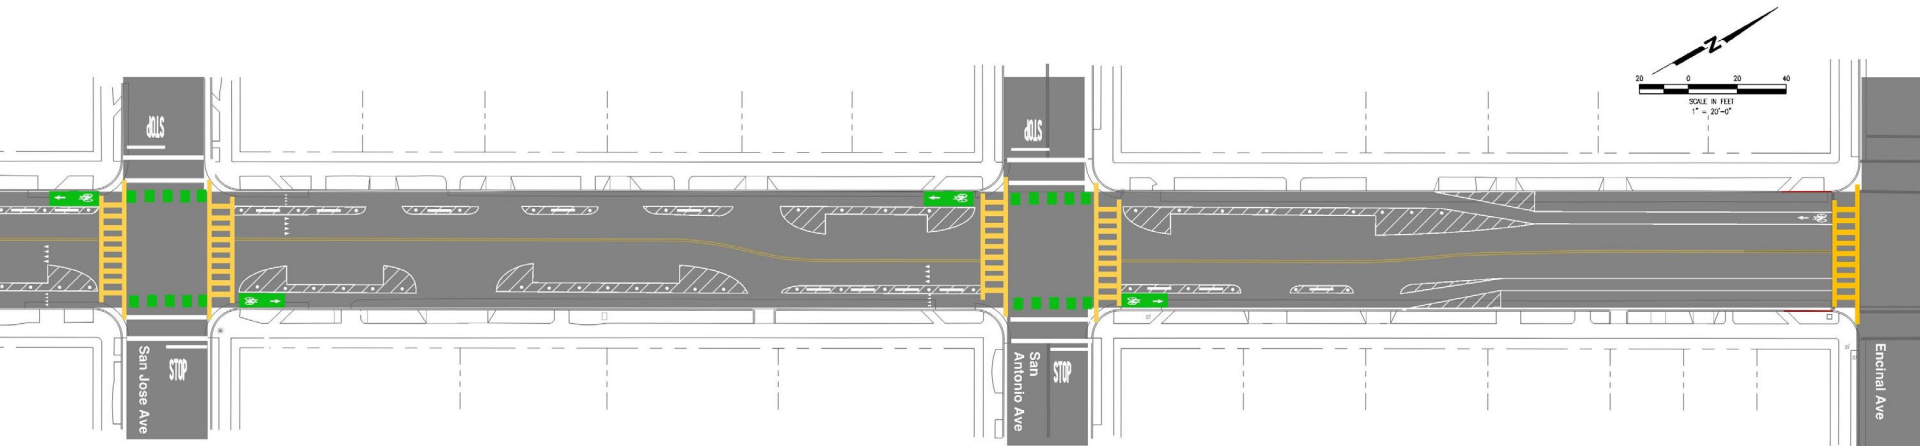 N
20 0 20 40
SCALE IN FEET
1" = 20'-0"
STOP
STOP
San Jose Ave
STOP
San
Antonio Ave
STOP
Encinal Ave